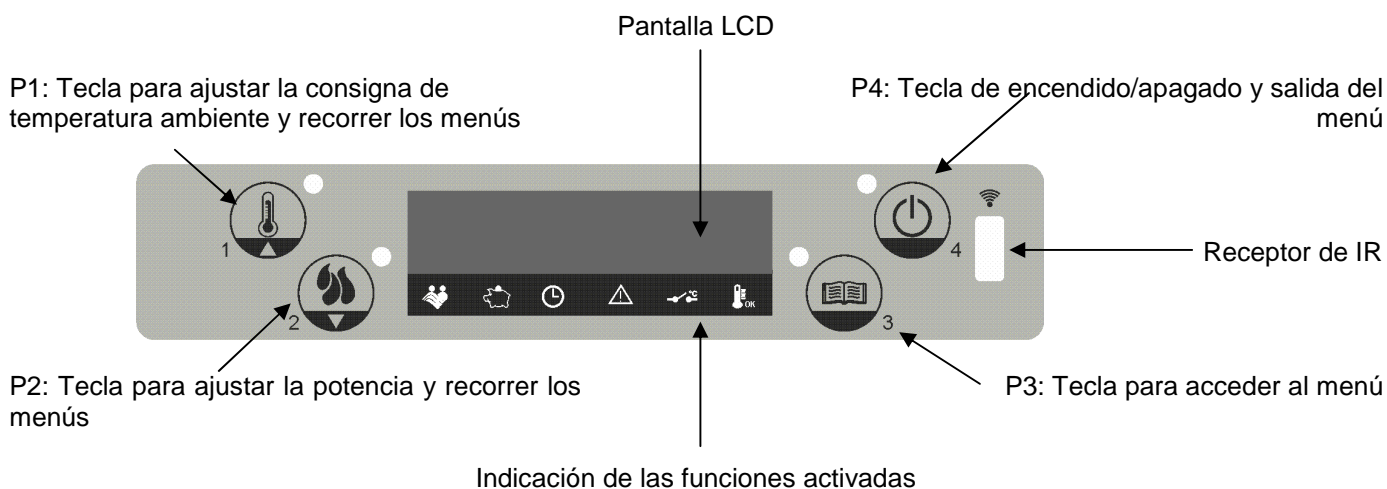 Pantalla LCD
P1: Tecla para ajustar la consigna de
temperatura ambiente y recorrer los menús
P4: Tecla de encendido/apagado y salida del
menú
1
4
°C
OK
2
3
Receptor de IR
P2: Tecla para ajustar la potencia y recorrer los
menús
P3: Tecla para acceder al menú
Indicación de las funciones activadas